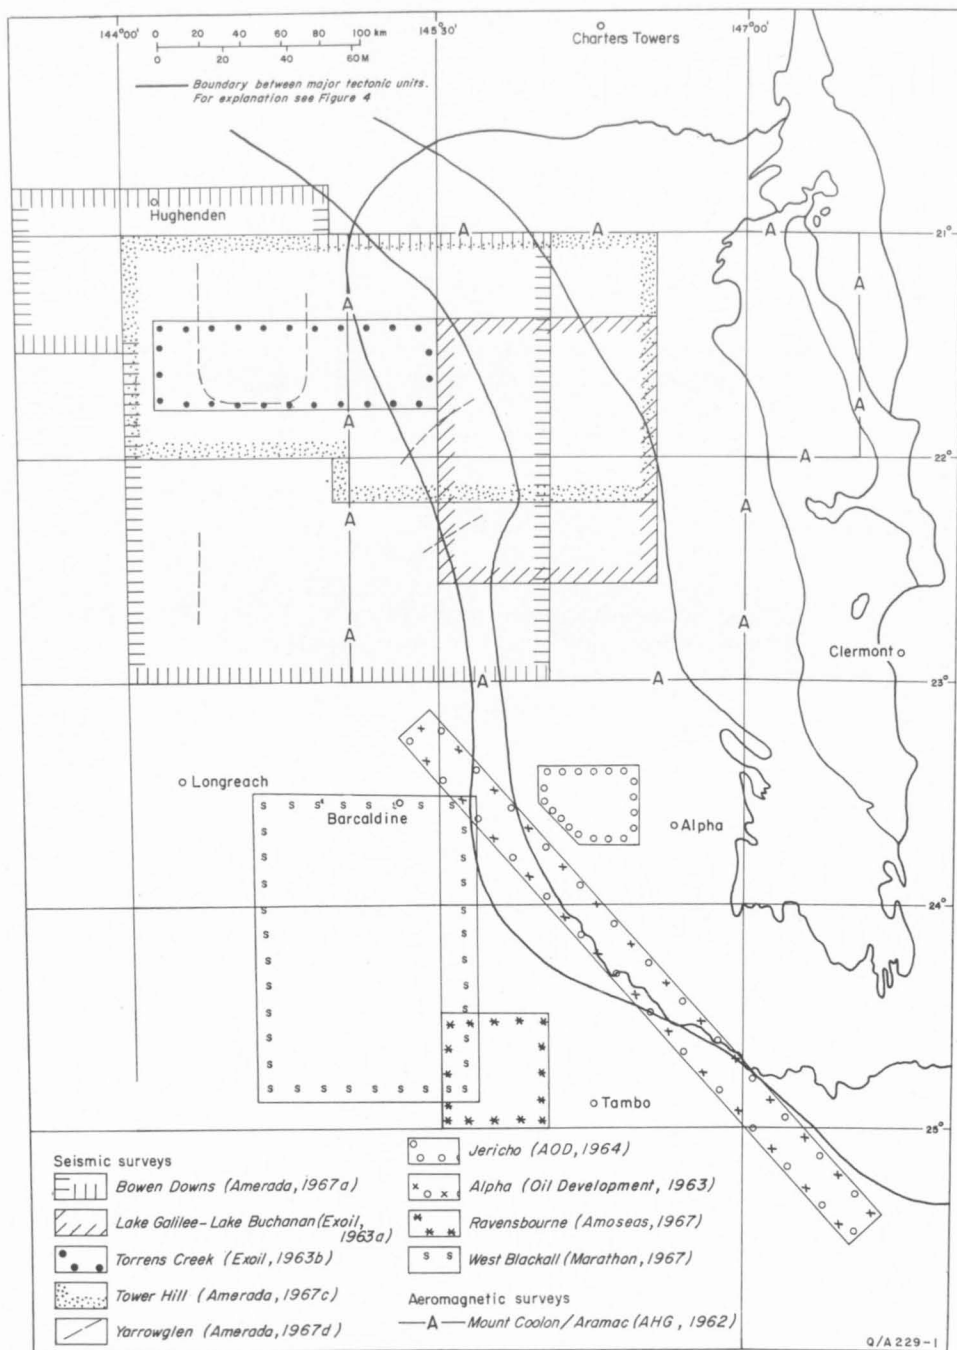 144°00'
145°30'
147°00'
0 20 40 60 80 100 km
0 20 40 60M
Charters Towers
Boundary between major tectonic units.
For explanation see Figure 4
Hughenden
A A A
21°
A A
A A
A
22°
A A
A A
Clermont
A A
23°
Longreach
S S S S S S S S
Barcaldine
Alpha
24°
Tambo
25°
Seismic surveys
Bowen Downs (Amerada, 1967a)
Lake Galilee-Lake Buchanan (Exoil, 1963a)
Torrens Creek (Exoil, 1963b)
Tower Hill (Amerada, 1967c)
Yarrowglen (Amerada, 1967d)
Jericho (AOD, 1964)
Alpha (Oil Development, 1963)
Ravensbourne (Amoseas, 1967)
S S West Blackall (Marathon, 1967)
Aeromagnetic surveys
A Mount Coolon/Aramac (AHG, 1962)
Q/A229-1